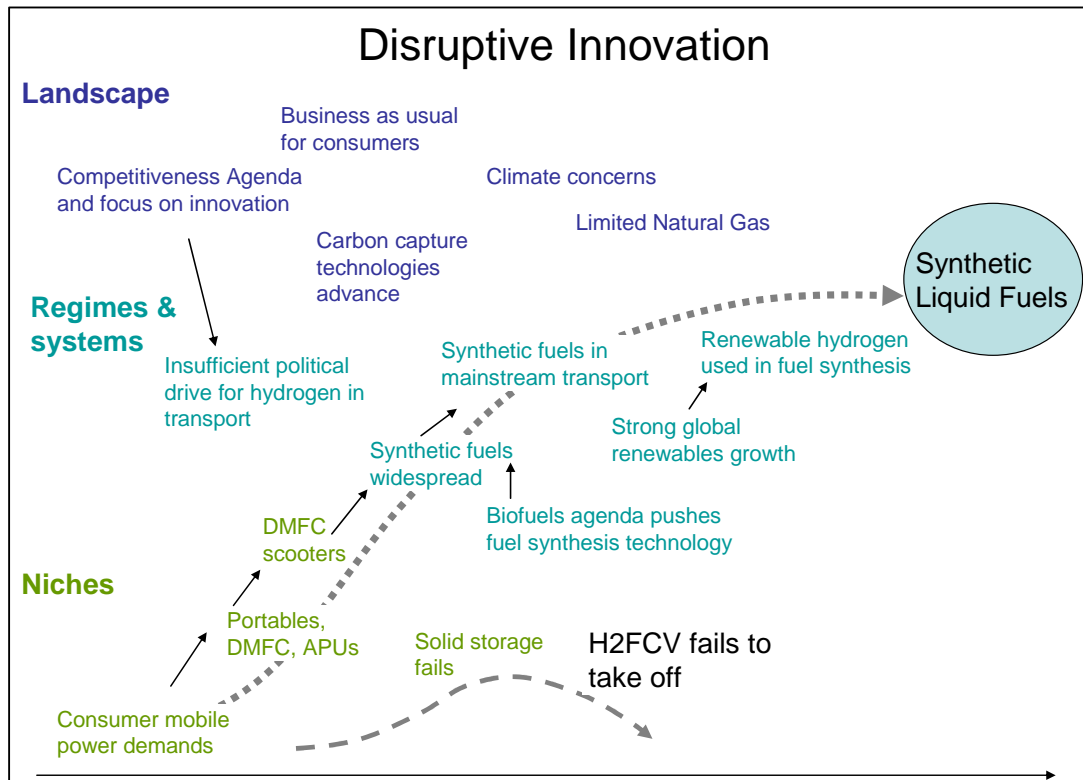 Disruptive Innovation
Landscape
Business as usual
for consumers
Competitiveness Agenda
and focus on innovation
Climate concerns
Limited Natural Gas
Carbon capture
technologies
advance
Synthetic
Liquid Fuels
Regimes &
systems
Insufficient political
drive for hydrogen in
transport
Synthetic fuels in
mainstream transport
Renewable hydrogen
used in fuel synthesis
Strong global
renewables growth
Synthetic fuels
widespread
Biofuels agenda pushes
fuel synthesis technology
DMFC
scooters
Niches
Portables,
DMFC, APUs
Solid storage
fails
H2FCV fails to
take off
Consumer mobile
power demands